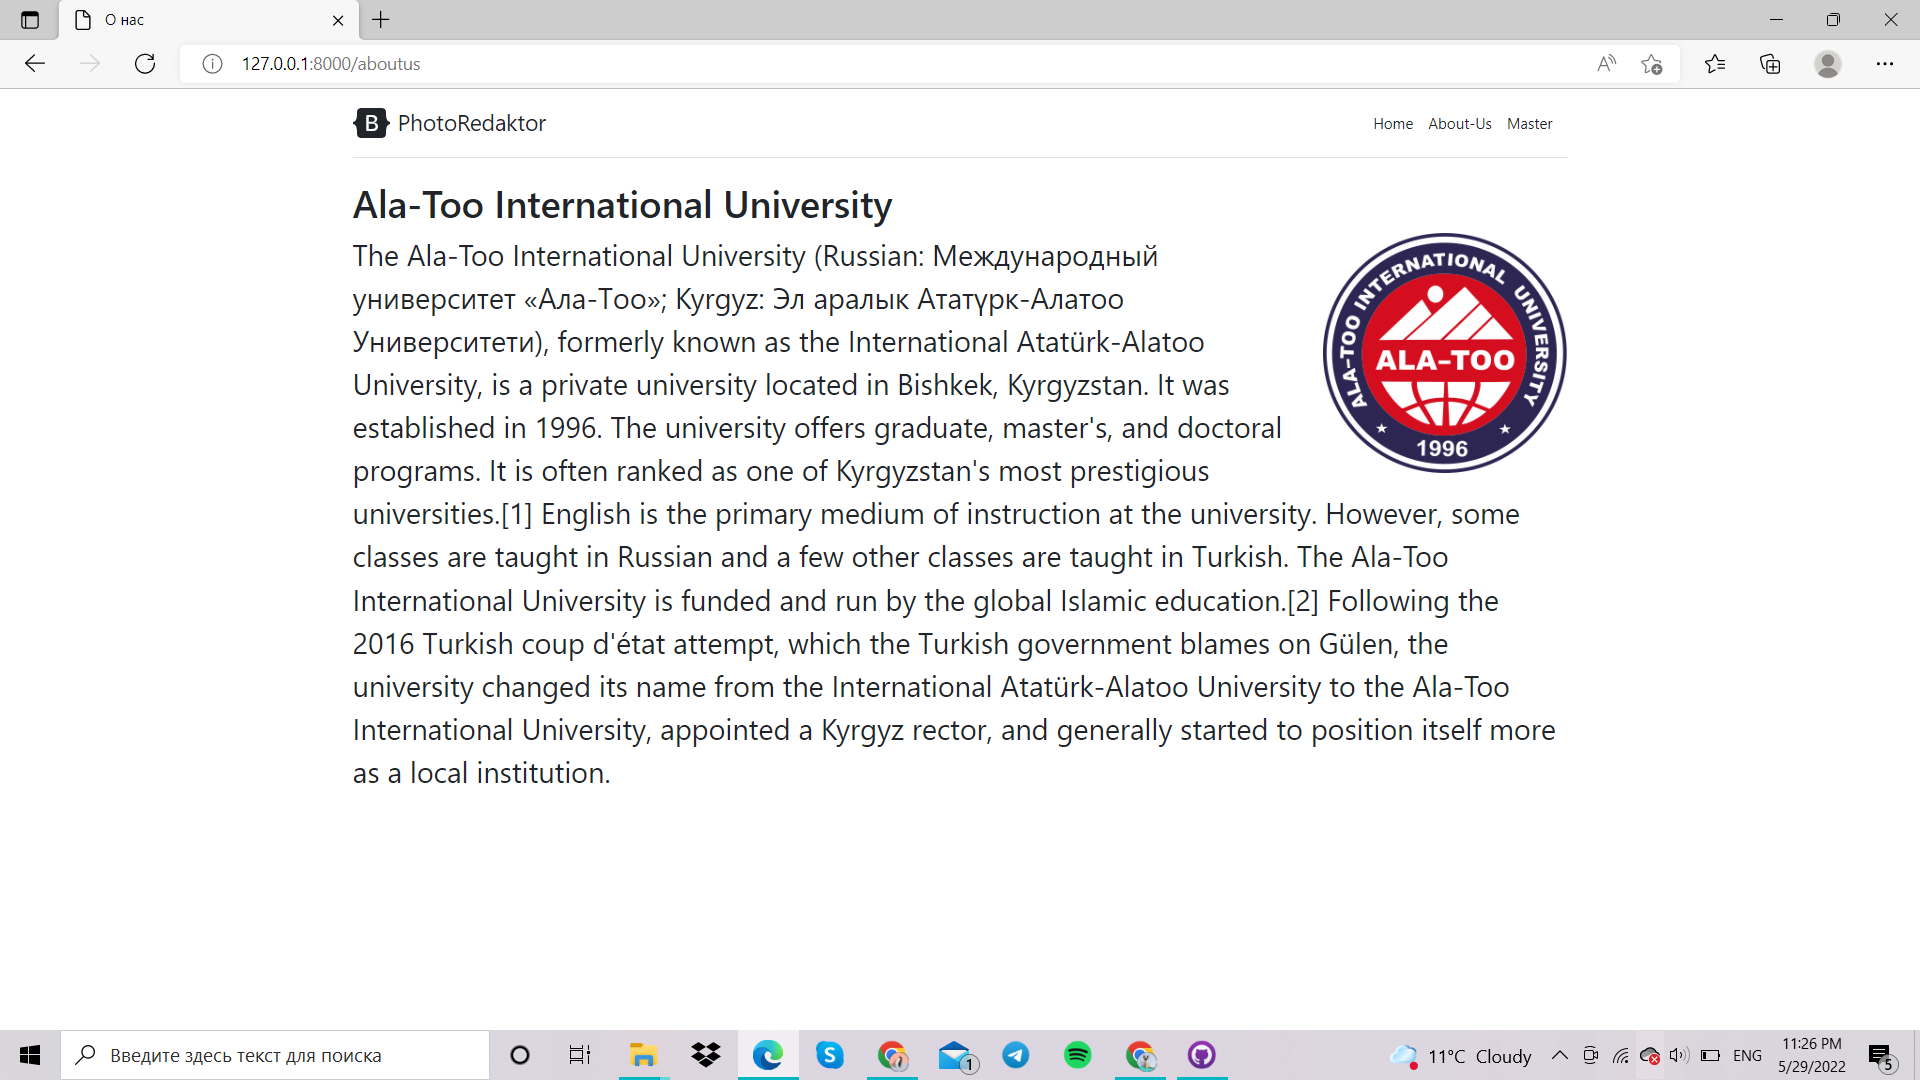 О нас
127.0.0.1:8000/aboutus
B PhotoRedaktor
Home About-Us Master
Ala-Too International University
The Ala-Too International University (Russian: Международный
университет «Ала-Тоо»; Kyrgyz: Эл аралык Ататүрк-Алатоо
Университети), formerly known as the International Atatürk-Alatoo
University, is a private university located in Bishkek, Kyrgyzstan. It was
established in 1996. The university offers graduate, master's, and doctoral
programs. It is often ranked as one of Kyrgyzstan's most prestigious
universities.[1] English is the primary medium of instruction at the university. However, some
classes are taught in Russian and a few other classes are taught in Turkish. The Ala-Too
International University is funded and run by the global Islamic education.[2] Following the
2016 Turkish coup d'état attempt, which the Turkish government blames on Gülen, the
university changed its name from the International Atatürk-Alatoo University to the Ala-Too
International University, appointed a Kyrgyz rector, and generally started to position itself more
as a local institution.
ALA-TOO INTERNATIONAL UNIVERSITY
ALA-TOO
1996
Введите здесь текст для поиска
1
11°C Cloudy
ENG
11:26 PM
5/29/2022
5